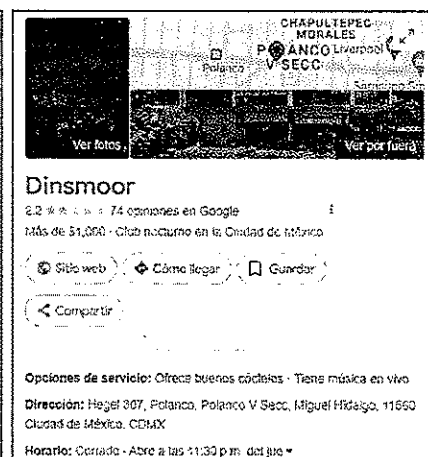 CHAPULTEPEC
MORALES
POLANCO Liverpool
V SECC
Polanco
Ver fotos
Ver por fuera
Dinsmoor
2.2 74 opiniones en Google
Más de $1,000 · Club nocturno en la Ciudad de México
Sitio web
Cómo llegar
Guardar
Compartir
Opciones de servicio: Ofrece buenos cócteles · Tiene música en vivo
Dirección: Hegel 307, Polanco, Polanco V Secc, Miguel Hidalgo, 11560
Ciudad de México, CDMX
Horario: Cerrado · Abre a las 11:30 p.m. del jue